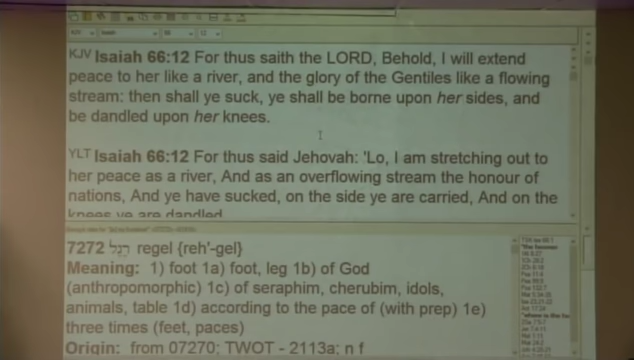 KJV Isaiah 66:12 For thus saith the LORD, Behold, I will extend
peace to her like a river, and the glory of the Gentiles like a flowing
stream: then shall ye suck, ye shall be borne upon her sides, and
be dandled upon her knees.
YLT Isaiah 66:12 For thus said Jehovah: 'Lo, I am stretching out to
her peace as a river, And as an overflowing stream the honour of
nations, And ye have sucked, on the side ye are carried, And on the
knees ye are dandled
7272 רֶגֶל regel {reh'-gel}
Meaning: 1) foot 1a) foot, leg 1b) of God
(anthropomorphic) 1c) of seraphim, cherubim, idols,
animals, table 1d) according to the pace of (with prep) 1e)
three times (feet, paces)
Origin: from 07270; TWOT - 2113a; n f